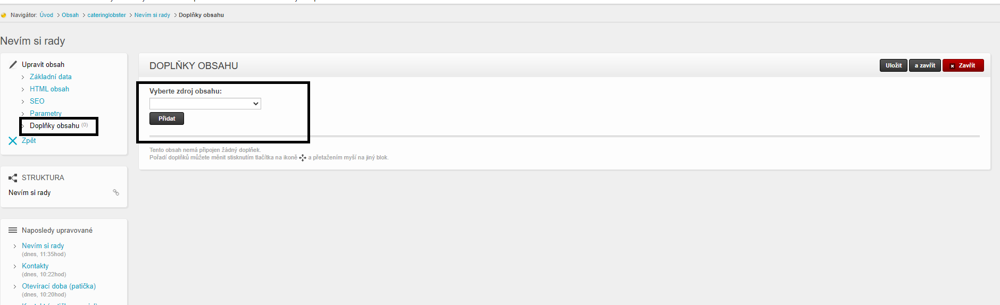 Navigátor: Úvod > Obsah > cateringlobster > Nevím si rady > Doplňky obsahu
Nevím si rady
Upravit obsah
Základní data
HTML obsah
SEO
Parametry
Doplňky obsahu (0)
Zpět
STRUKTURA
Nevím si rady
Naposledy upravované
Nevím si rady
(dnes, 11:35hod)
Kontakty
(dnes, 10:22hod)
Otevírací doba (patička)
(dnes, 10:20hod)
DOPLŇKY OBSAHU
Uložit
a zavřít
Zavřít
Vyberte zdroj obsahu:
Přidat
Tento obsah nemá připojen žádný doplněk.
Pořadí doplňků můžete měnit stisknutím tlačítka na ikoně a přetažením myší na jiný blok.